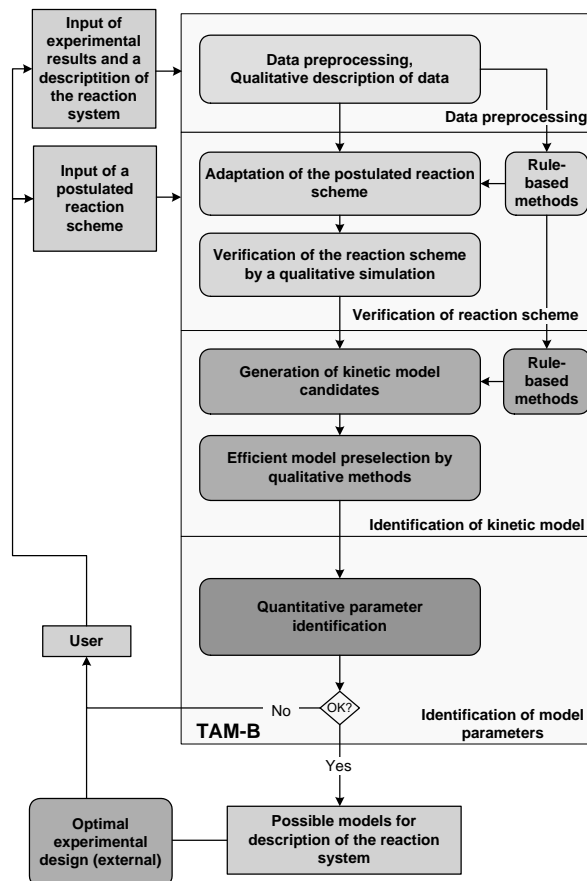 Input of
experimental
results and a
descriptition of
the reaction
system
Data preprocessing,
Qualitative description of data
Data preprocessing
Input of a
postulated
reaction
scheme
Adaptation of the postulated reaction
scheme
Rule-
based
methods
Verification of the reaction scheme
by a qualitative simulation
Verification of reaction scheme
Generation of kinetic model
candidates
Rule-
based
methods
Efficient model preselection by
qualitative methods
Identification of kinetic model
Quantitative parameter
identification
User
No
OK?
TAM-B
Identification of model
parameters
Yes
Optimal
experimental
design (external)
Possible models for
description of the reaction
system